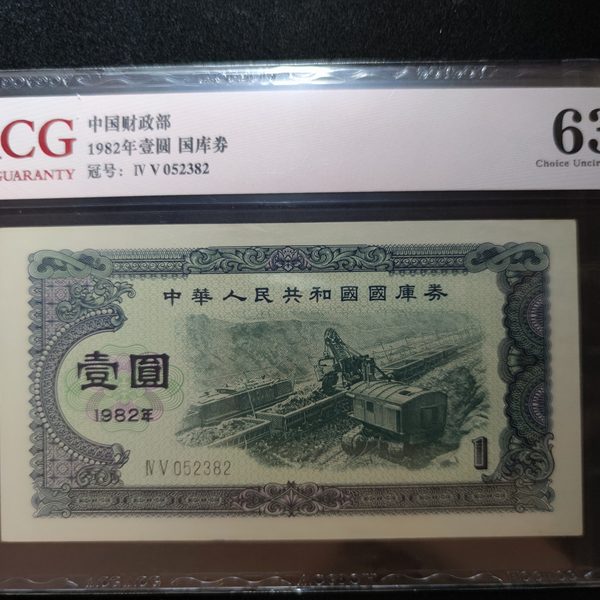 CG
GUARANTY
中国财政部
1982年壹圆 国库券
冠号：Ⅳ V 052382
63
Choice Uncir
中華人民共和國國庫券
壹圓
1982年
Ⅳ V 052382
1